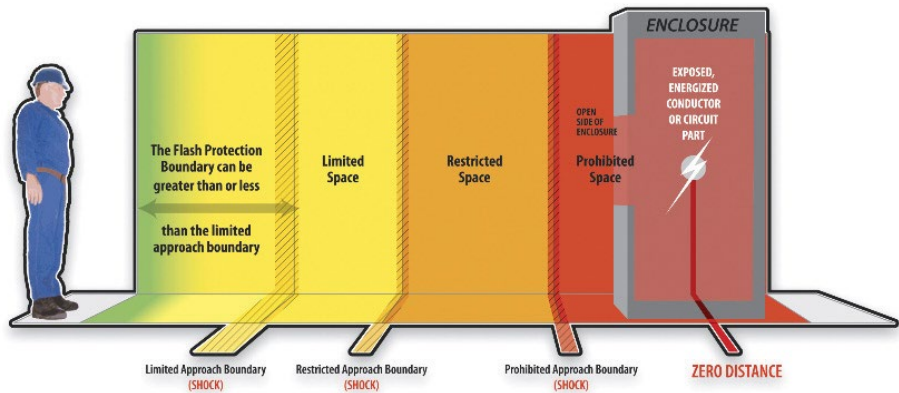 ENCLOSURE
EXPOSED,
ENERGIZED
CONDUCTOR
OR CIRCUIT
PART
OPEN
SIDE OF
ENCLOSURE
The Flash Protection
Boundary can be
greater than or less
than the limited
approach boundary
Limited
Space
Restricted
Space
Prohibited
Space
Limited Approach Boundary
(SHOCK)
Restricted Approach Boundary
(SHOCK)
Prohibited Approach Boundary
(SHOCK)
ZERO DISTANCE